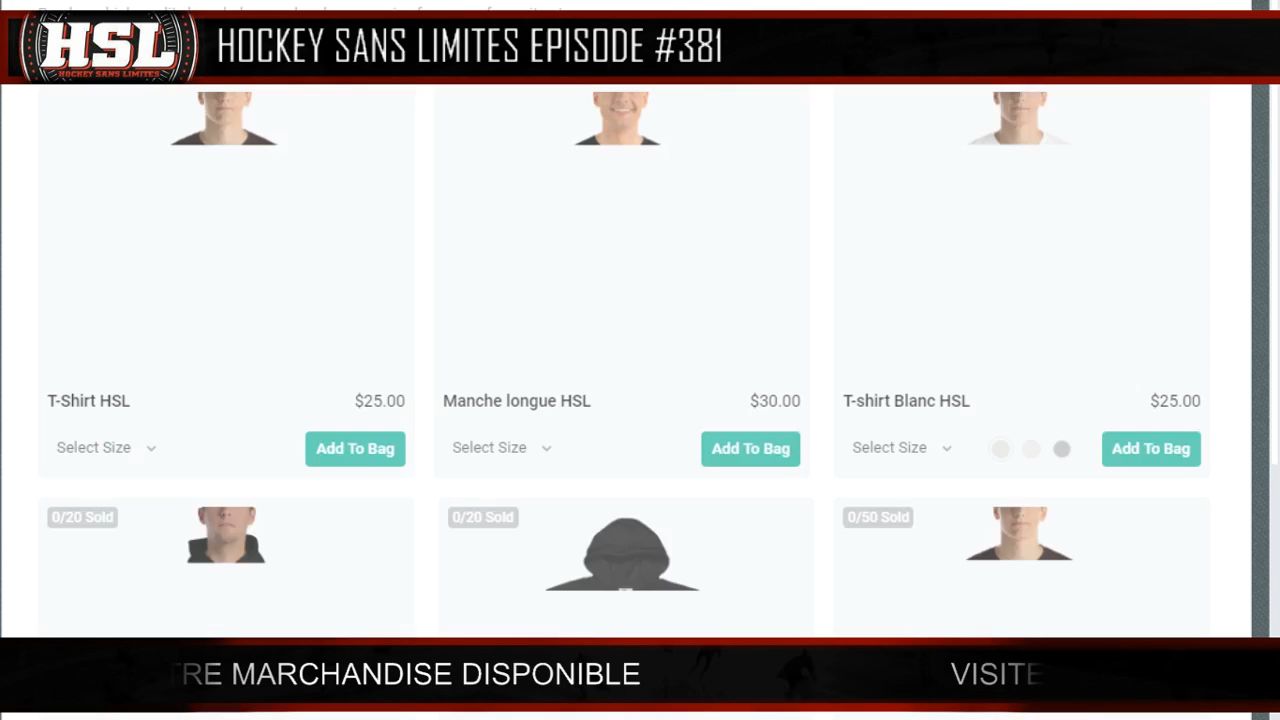 HSL
HOCKEY SANS LIMITES
HOCKEY SANS LIMITES EPISODE #381
T-Shirt HSL $25.00
Select Size Add To Bag
Manche longue HSL $30.00
Select Size Add To Bag
T-shirt Blanc HSL $25.00
Select Size Add To Bag
0/20 Sold
0/20 Sold
0/50 Sold
TRE MARCHANDISE DISPONIBLE VISITE